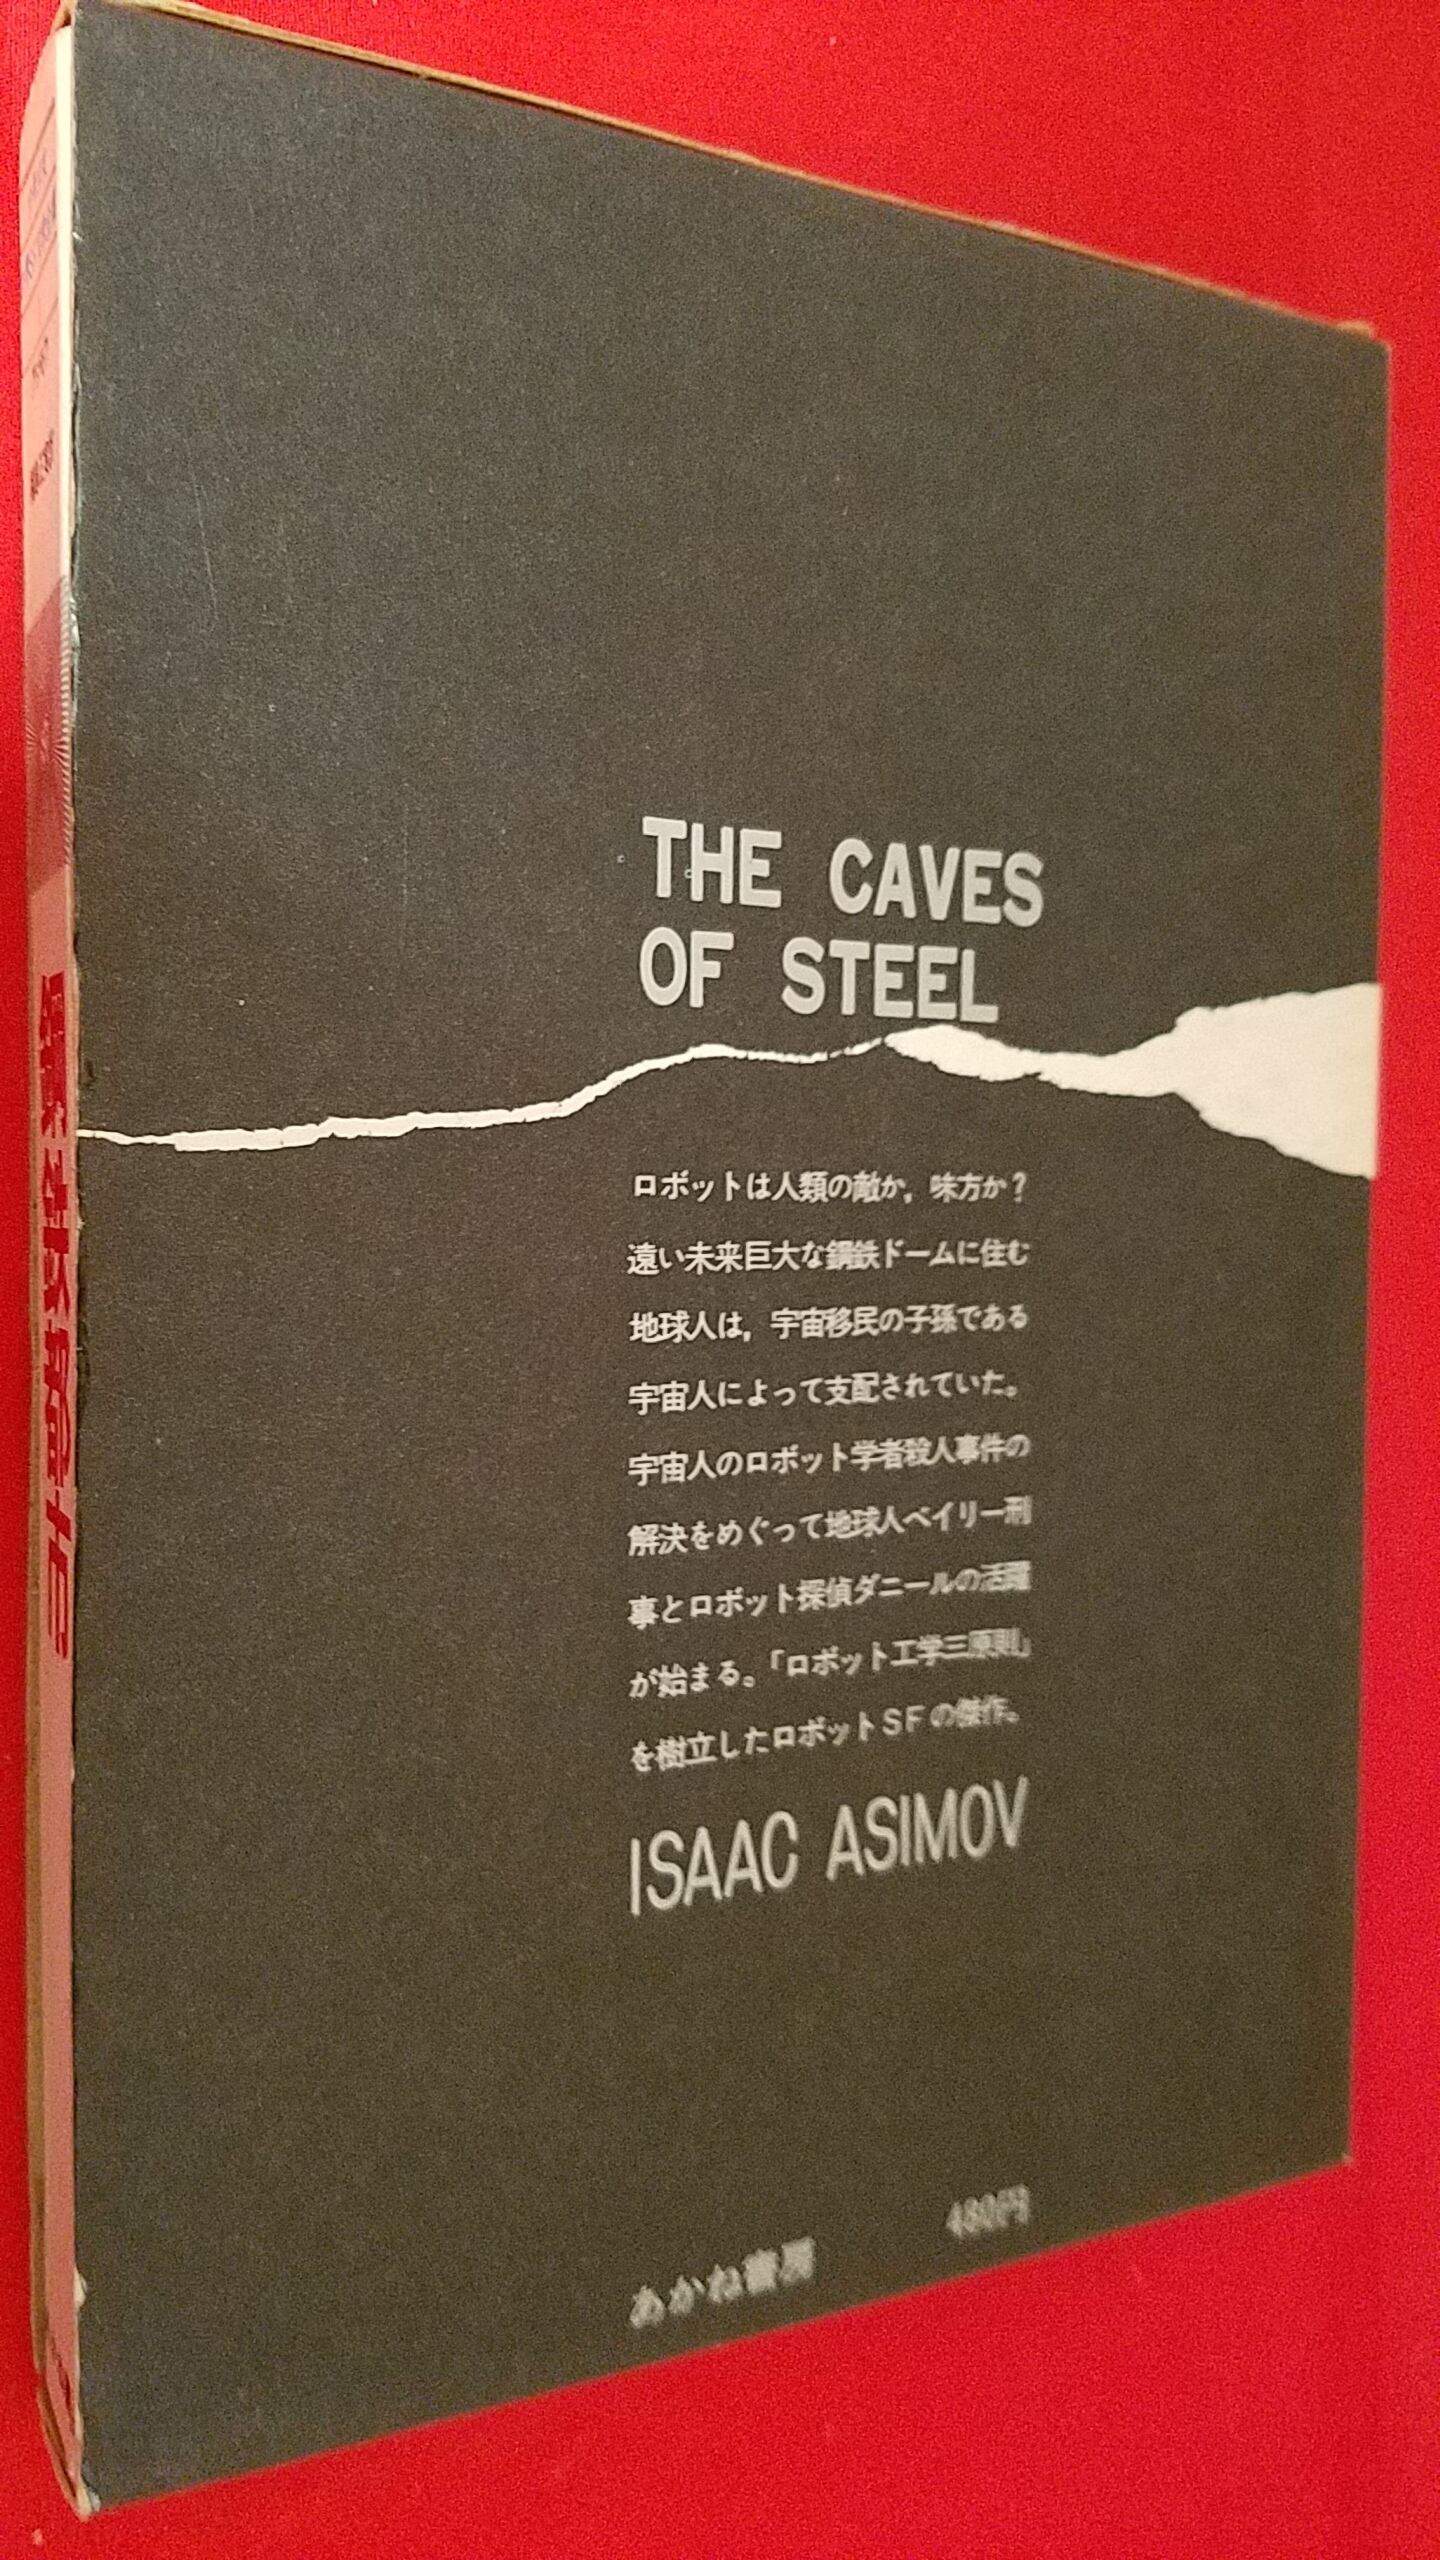 THE CAVES
OF STEEL
ロボットは人類の敵か，味方か？
遠い未来巨大な鋼鉄ドームに住む
地球人は，宇宙移民の子孫である
宇宙人によって支配されていた。
宇宙人のロボット学者殺人事件の
解決をめぐって地球人ベイリー刑
事とロボット探偵ダニールの活躍
が始まる。「ロボット工学三原則」
を樹立したロボットSFの傑作。
ISAAC ASIMOV
480円
あかね書房